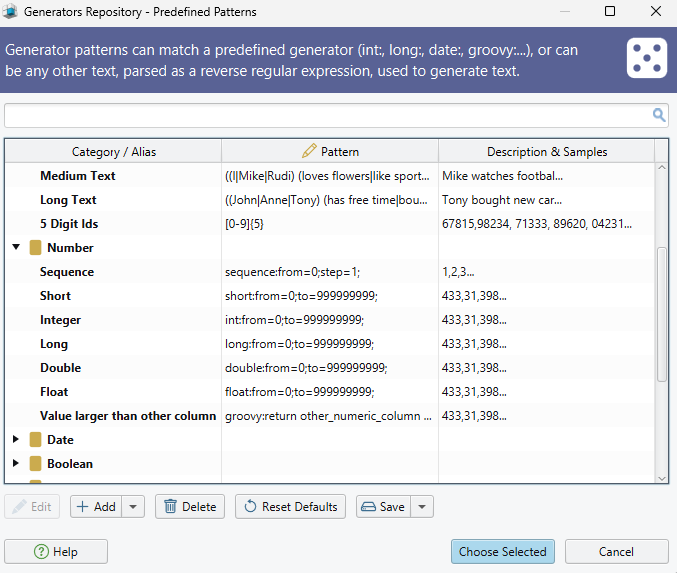 Generators Repository - Predefined Patterns
Generator patterns can match a predefined generator (int:, long:, date:, groovy:...), or can
be any other text, parsed as a reverse regular expression, used to generate text.
Category / Alias Pattern Description & Samples
Medium Text ((I|Mike|Rudi) (loves flowers|like sport... Mike watches footbal...
Long Text ((John|Anne|Tony) (has free time|bou... Tony bought new car...
5 Digit Ids [0-9]{5} 67815,98234, 71333, 89620, 04231...
Number
Sequence sequence:from=0;step=1; 1,2,3...
Short short:from=0;to=999999999; 433,31,398...
Integer int:from=0;to=999999999; 433,31,398...
Long long:from=0;to=999999999; 433,31,398...
Double double:from=0;to=999999999; 433,31,398...
Float float:from=0;to=999999999; 433,31,398...
Value larger than other column groovy:return other_numeric_column ... 433,31,398...
Date
Boolean
Edit Add Delete Reset Defaults Save
Help Choose Selected Cancel